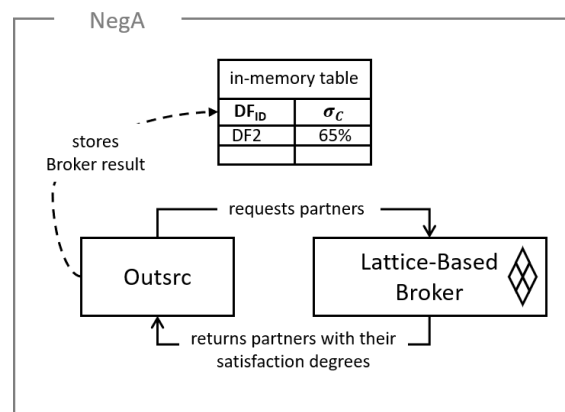 NegA
in-memory table
DF_ID σ_C
DF2 65%
stores
Broker result
requests partners
Outsrc
Lattice-Based
Broker
returns partners with their
satisfaction degrees